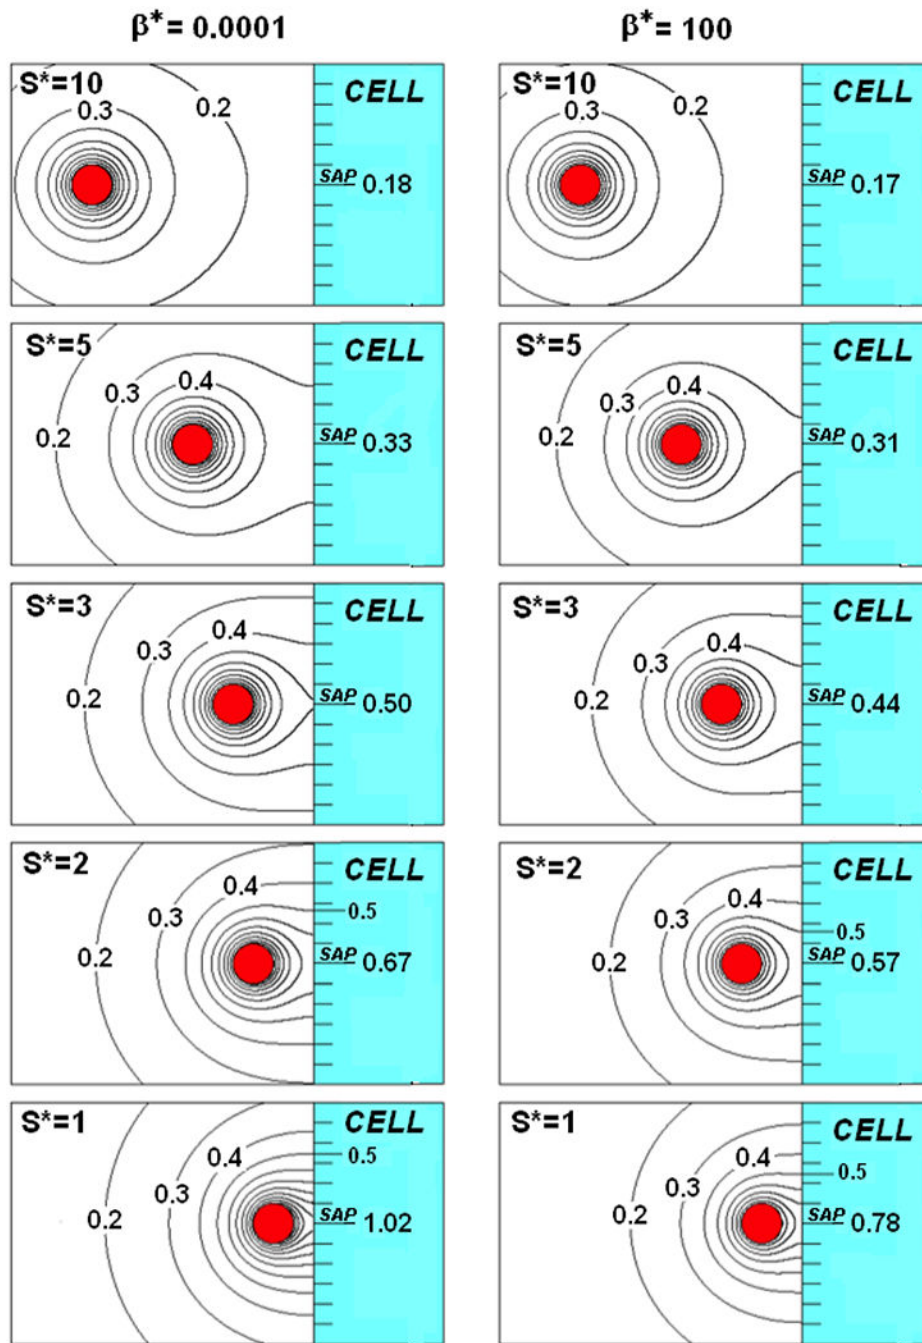 β* = 0.0001
β* = 100
S*=10
0.3
0.2
CELL
SAP 0.18
S*=10
0.3
0.2
CELL
SAP 0.17
S*=5
0.2
0.3
0.4
CELL
SAP 0.33
S*=5
0.2
0.3
0.4
CELL
SAP 0.31
S*=3
0.2
0.3
0.4
CELL
SAP 0.50
S*=3
0.2
0.3
0.4
CELL
SAP 0.44
S*=2
0.2
0.3
0.4
CELL
0.5
SAP 0.67
S*=2
0.2
0.3
0.4
CELL
0.5
SAP 0.57
S*=1
0.2
0.3
0.4
CELL
0.5
SAP 1.02
S*=1
0.2
0.3
0.4
CELL
0.5
SAP 0.78